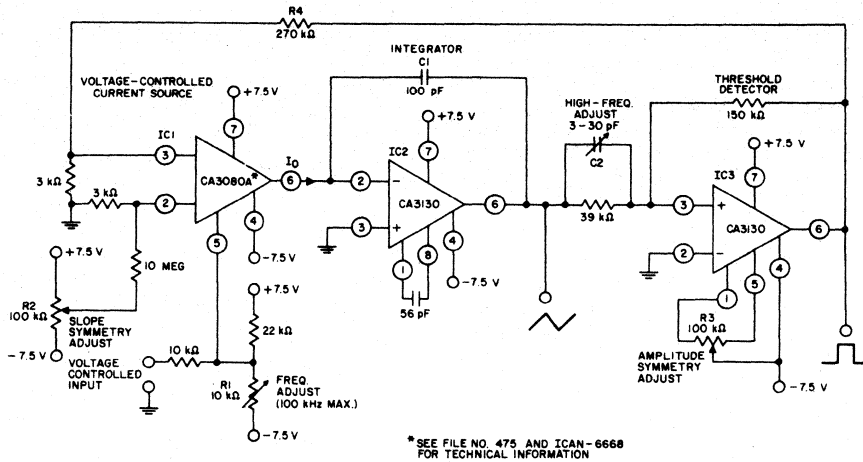 R4
270 kΩ
INTEGRATOR
C1
100 pF
VOLTAGE-CONTROLLED
CURRENT SOURCE
+7.5 V
7
IC1
3
CA3080A*
6
I₀
2
4
5
-7.5 V
3 kΩ
3 kΩ
10 MEG
+7.5 V
R2
100 kΩ
SLOPE
SYMMETRY
ADJUST
-7.5 V
VOLTAGE
CONTROLLED
INPUT
10 kΩ
+7.5 V
22 kΩ
R1
10 kΩ
FREQ.
ADJUST
(100 kHz MAX.)
-7.5 V
+7.5 V
7
IC2
2
-
CA3130
6
3
+
1
8
4
56 pF
-7.5 V
HIGH-FREQ.
ADJUST
3-30 pF
C2
39 kΩ
THRESHOLD
DETECTOR
150 kΩ
+7.5 V
7
IC3
3
+
CA3130
6
2
-
4
1
5
R3
100 kΩ
AMPLITUDE
SYMMETRY
ADJUST
-7.5 V
*SEE FILE NO. 475 AND ICAN-6668
FOR TECHNICAL INFORMATION